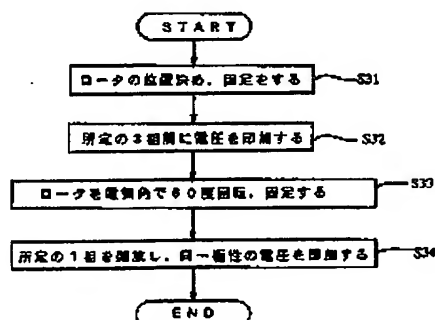 START
ロータの位置決め、固定をする S31
所定の3相間に電圧を印加する S32
ロータを電気角で60度回転、固定する S33
所定の1相を開放し、同一極性の電圧を印加する S34
END